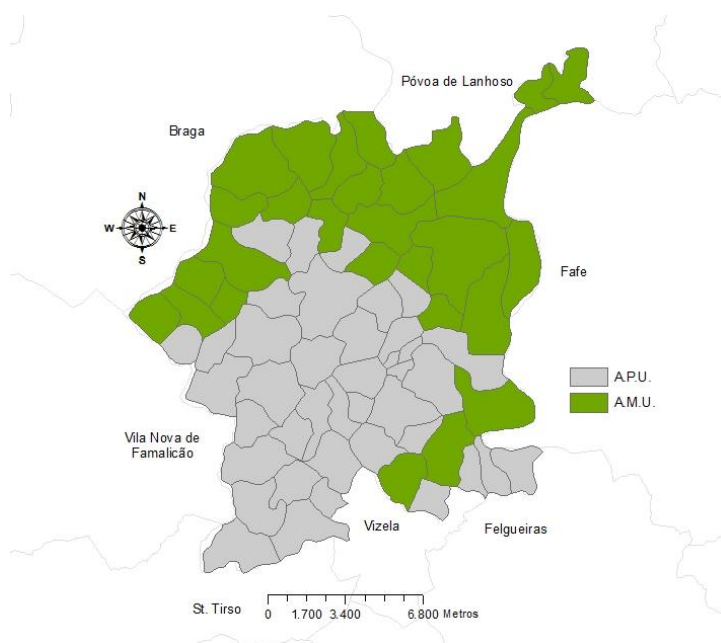 Póvoa de Lanhoso
Braga
N
W E
S
Fafe
A.P.U.
A.M.U.
Vila Nova de
Famalicão
Vizela
Felgueiras
St. Tirso
0 1.700 3.400 6.800 Metros